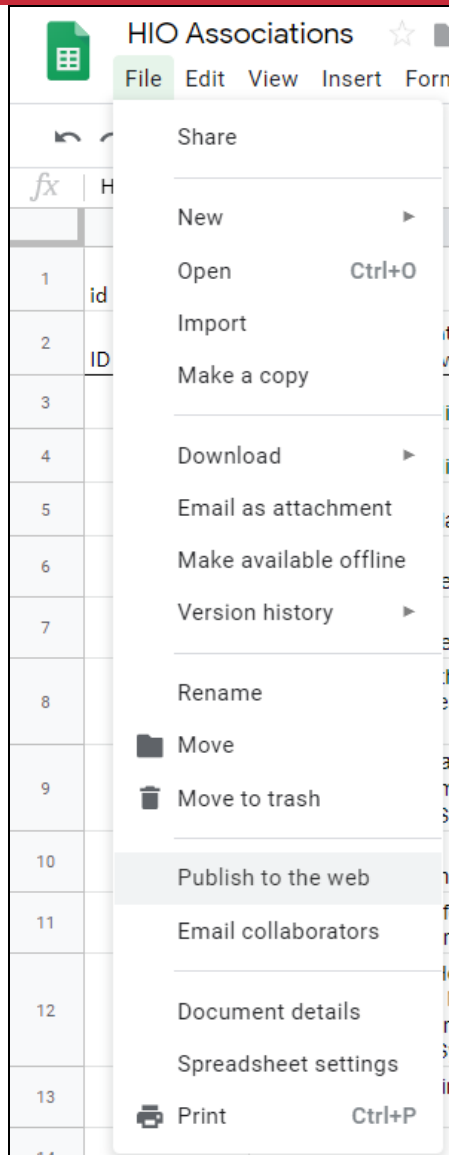 HIO Associations
File Edit View Insert Form
fx H
Share
New
Open Ctrl+O
Import
Make a copy
Download
Email as attachment
Make available offline
Version history
Rename
Move
Move to trash
Publish to the web
Email collaborators
Document details
Spreadsheet settings
Print Ctrl+P
1 id
2 ID
3
4
5
6
7
8
9
10
11
12
13